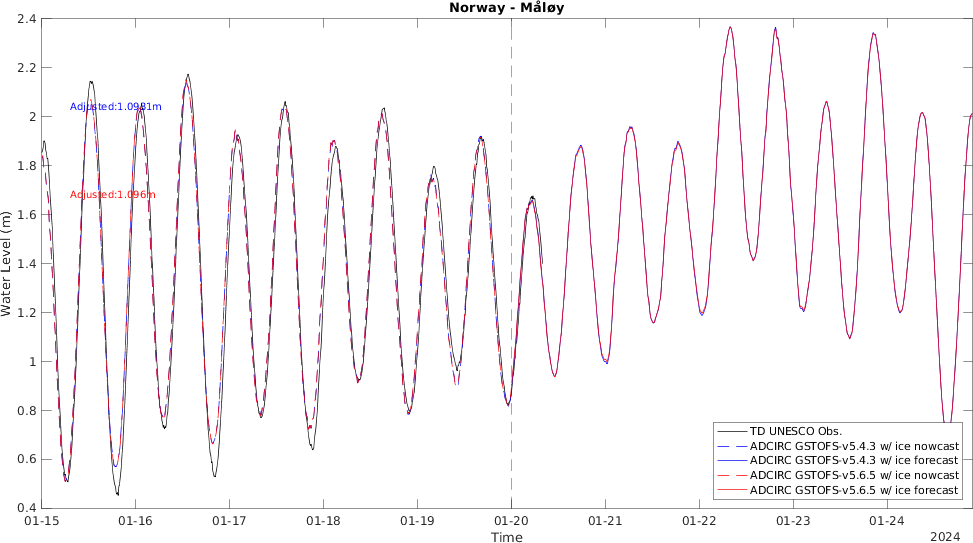 Norway - Måløy
2.4
2.2
2
1.8
1.6
1.4
1.2
1
0.8
0.6
0.4
Water Level (m)
Adjusted:1.0981m
Adjusted:1.096m
TD UNESCO Obs.
ADCIRC GSTOFS-v5.4.3 w/ ice nowcast
ADCIRC GSTOFS-v5.4.3 w/ ice forecast
ADCIRC GSTOFS-v5.6.5 w/ ice nowcast
ADCIRC GSTOFS-v5.6.5 w/ ice forecast
01-15 01-16 01-17 01-18 01-19 01-20 01-21 01-22 01-23 01-24
Time
2024